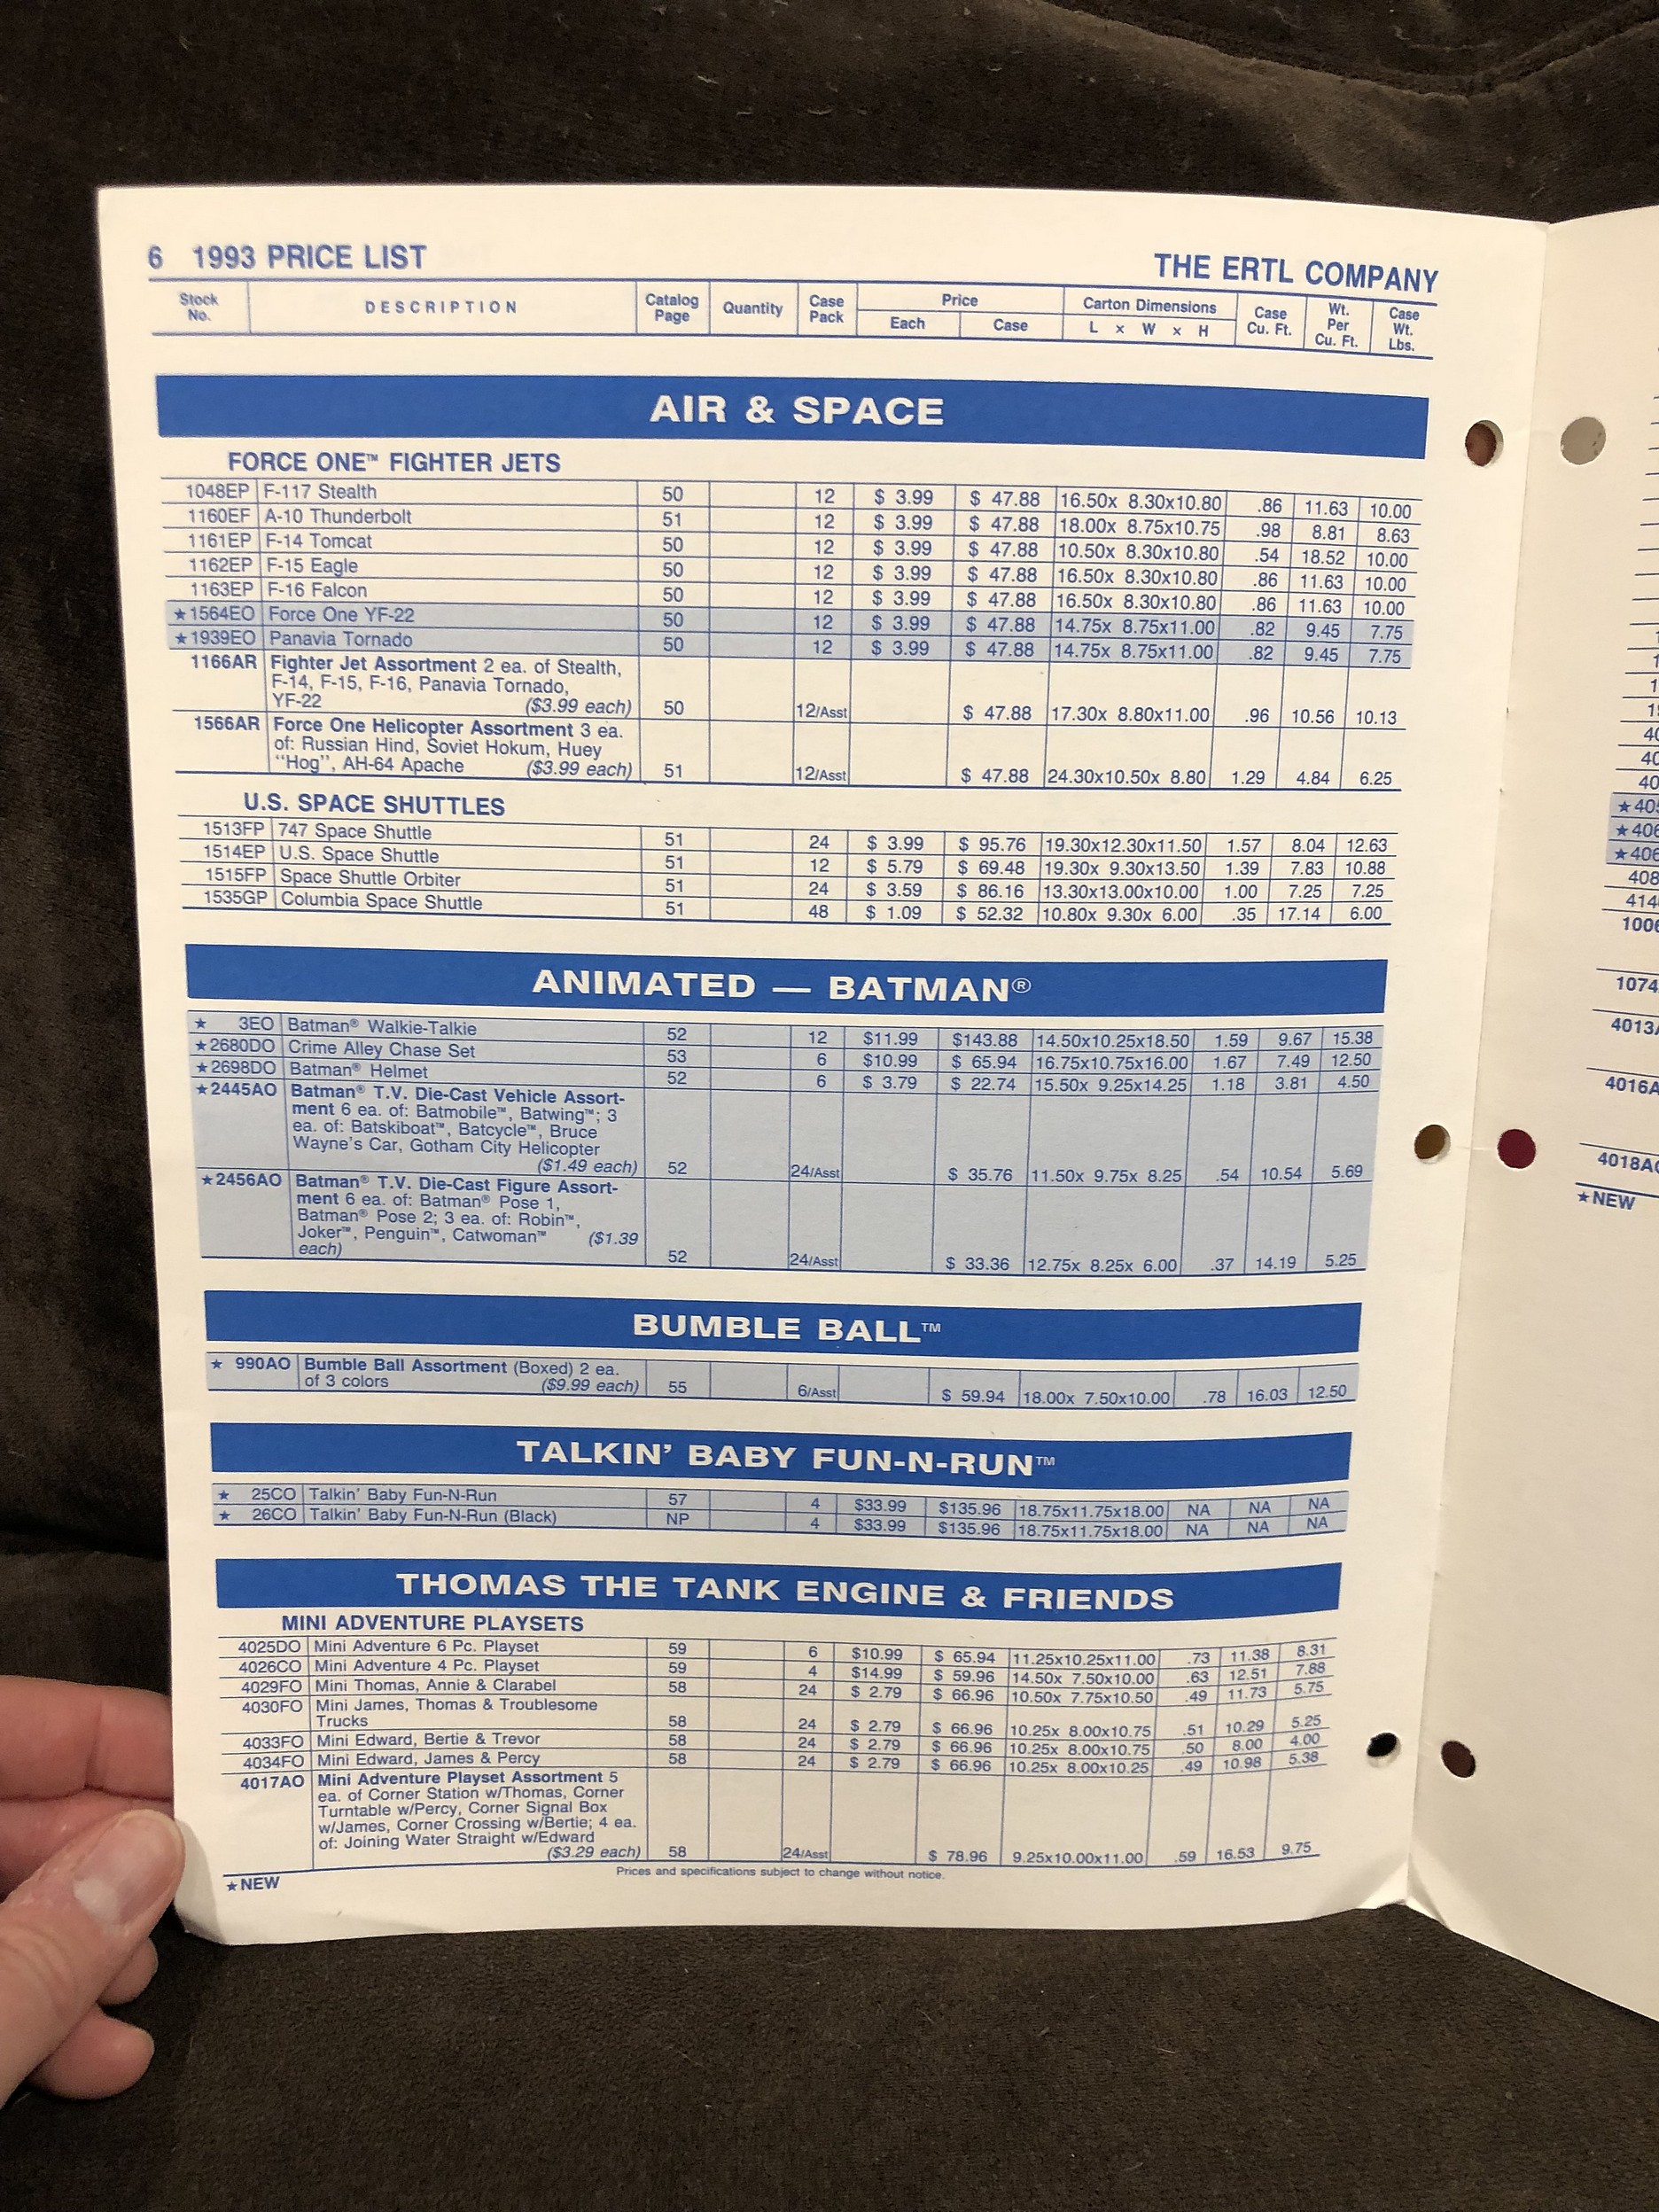 6 1993 PRICE LIST THE ERTL COMPANY
Stock No. DESCRIPTION Catalog Page Quantity Case Pack Price Each Case Carton Dimensions L x W x H Case Cu. Ft. Wt. Per Cu. Ft. Case Wt. Lbs.
AIR & SPACE
FORCE ONE™ FIGHTER JETS
1048EP F-117 Stealth 50 12 $ 3.99 $ 47.88 16.50x 8.30x10.80 .86 11.63 10.00
1160EF A-10 Thunderbolt 51 12 $ 3.99 $ 47.88 18.00x 8.75x10.75 .98 8.81 8.63
1161EP F-14 Tomcat 50 12 $ 3.99 $ 47.88 10.50x 8.30x10.80 .54 18.52 10.00
1162EP F-15 Eagle 50 12 $ 3.99 $ 47.88 16.50x 8.30x10.80 .86 11.63 10.00
1163EP F-16 Falcon 50 12 $ 3.99 $ 47.88 16.50x 8.30x10.80 .86 11.63 10.00
★1564EO Force One YF-22 50 12 $ 3.99 $ 47.88 14.75x 8.75x11.00 .82 9.45 7.75
★1939EO Panavia Tornado 50 12 $ 3.99 $ 47.88 14.75x 8.75x11.00 .82 9.45 7.75
1166AR Fighter Jet Assortment 2 ea. of Stealth,
F-14, F-15, F-16, Panavia Tornado,
YF-22 ($3.99 each) 50 12/Asst $ 47.88 17.30x 8.80x11.00 .96 10.56 10.13
1566AR Force One Helicopter Assortment 3 ea.
of: Russian Hind, Soviet Hokum, Huey
"Hog", AH-64 Apache ($3.99 each) 51 12/Asst $ 47.88 24.30x10.50x 8.80 1.29 4.84 6.25
U.S. SPACE SHUTTLES
1513FP 747 Space Shuttle 51 24 $ 3.99 $ 95.76 19.30x12.30x11.50 1.57 8.04 12.63
1514EP U.S. Space Shuttle 51 12 $ 5.79 $ 69.48 19.30x 9.30x13.50 1.39 7.83 10.88
1515FP Space Shuttle Orbiter 51 24 $ 3.59 $ 86.16 13.30x13.00x10.00 1.00 7.25 7.25
1535GP Columbia Space Shuttle 51 48 $ 1.09 $ 52.32 10.80x 9.30x 6.00 .35 17.14 6.00
ANIMATED — BATMAN®
★ 3EO Batman® Walkie-Talkie 52 12 $11.99 $143.88 14.50x10.25x18.50 1.59 9.67 15.38
★2680DO Crime Alley Chase Set 53 6 $10.99 $ 65.94 16.75x10.75x16.00 1.67 7.49 12.50
★2698DO Batman® Helmet 52 6 $ 3.79 $ 22.74 15.50x 9.25x14.25 1.18 3.81 4.50
★2445AO Batman® T.V. Die-Cast Vehicle Assort-
ment 6 ea. of: Batmobile™, Batwing™; 3
ea. of: Batskiboat™, Batcycle™, Bruce
Wayne's Car, Gotham City Helicopter
($1.49 each) 52 24/Asst $ 35.76 11.50x 9.75x 8.25 .54 10.54 5.69
★2456AO Batman® T.V. Die-Cast Figure Assort-
ment 6 ea. of: Batman® Pose 1,
Batman® Pose 2; 3 ea. of: Robin™,
Joker™, Penguin™, Catwoman™ ($1.39
each) 52 24/Asst $ 33.36 12.75x 8.25x 6.00 .37 14.19 5.25
BUMBLE BALL™
★ 990AO Bumble Ball Assortment (Boxed) 2 ea.
of 3 colors ($9.99 each) 55 6/Asst $ 59.94 18.00x 7.50x10.00 .78 16.03 12.50
TALKIN' BABY FUN-N-RUN™
★ 25CO Talkin' Baby Fun-N-Run 57 4 $33.99 $135.96 18.75x11.75x18.00 NA NA NA
★ 26CO Talkin' Baby Fun-N-Run (Black) NP 4 $33.99 $135.96 18.75x11.75x18.00 NA NA NA
THOMAS THE TANK ENGINE & FRIENDS
MINI ADVENTURE PLAYSETS
4025DO Mini Adventure 6 Pc. Playset 59 6 $10.99 $ 65.94 11.25x10.25x11.00 .73 11.38 8.31
4026CO Mini Adventure 4 Pc. Playset 59 4 $14.99 $ 59.96 14.50x 7.50x10.00 .63 12.51 7.88
4029FO Mini Thomas, Annie & Clarabel 58 24 $ 2.79 $ 66.96 10.50x 7.75x10.50 .49 11.73 5.75
4030FO Mini James, Thomas & Troublesome
Trucks 58 24 $ 2.79 $ 66.96 10.25x 8.00x10.75 .51 10.29 5.25
4033FO Mini Edward, Bertie & Trevor 58 24 $ 2.79 $ 66.96 10.25x 8.00x10.75 .50 8.00 4.00
4034FO Mini Edward, James & Percy 58 24 $ 2.79 $ 66.96 10.25x 8.00x10.25 .49 10.98 5.38
4017AO Mini Adventure Playset Assortment 5
ea. of Corner Station w/Thomas, Corner
Turntable w/Percy, Corner Signal Box
w/James, Corner Crossing w/Bertie; 4 ea.
of: Joining Water Straight w/Edward
($3.29 each) 58 24/Asst $ 78.96 9.25x10.00x11.00 .59 16.53 9.75
Prices and specifications subject to change without notice.
★NEW
★NEW